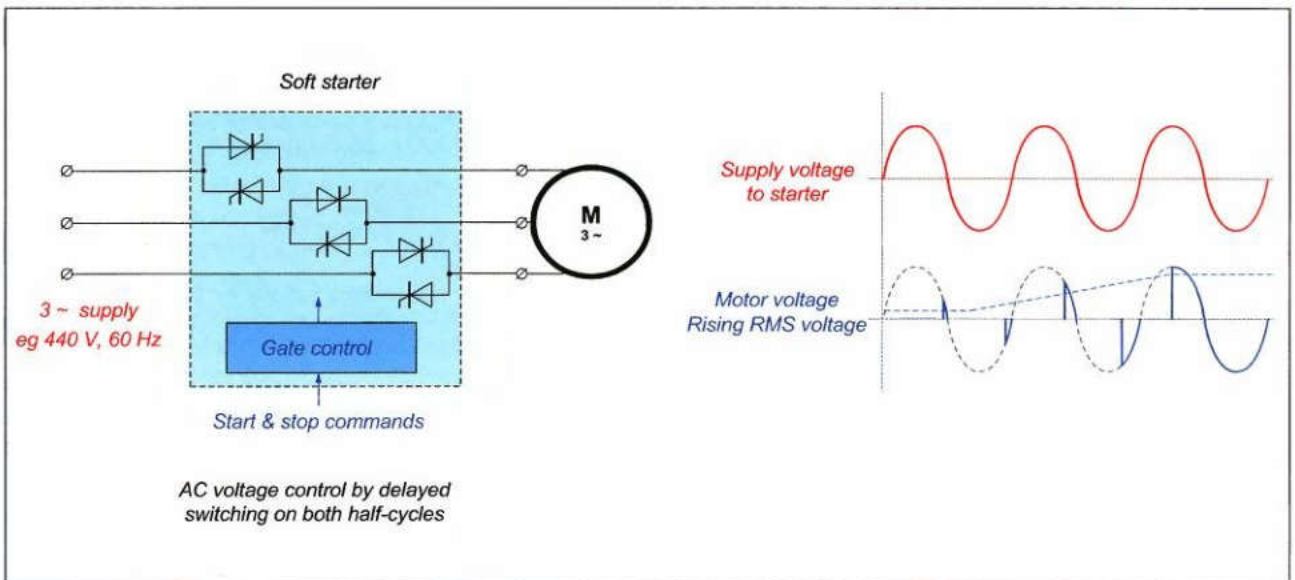 Soft starter
3 ~ supply
eg 440 V, 60 Hz
Gate control
Start & stop commands
AC voltage control by delayed
switching on both half-cycles
M
3 ~
Supply voltage
to starter
Motor voltage
Rising RMS voltage